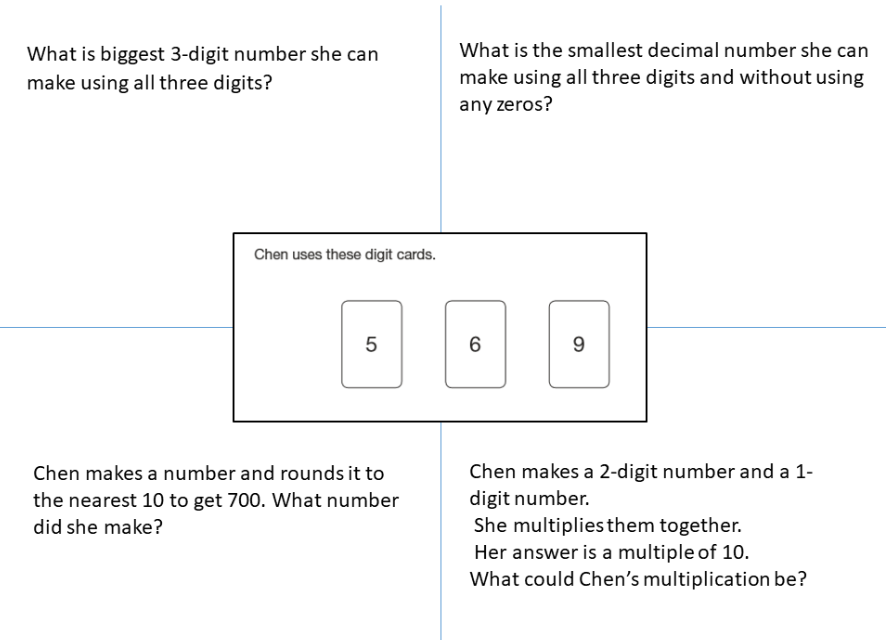 What is biggest 3-digit number she can
make using all three digits?
What is the smallest decimal number she can
make using all three digits and without using
any zeros?
Chen uses these digit cards.
5 6 9
Chen makes a number and rounds it to
the nearest 10 to get 700. What number
did she make?
Chen makes a 2-digit number and a 1-
digit number.
She multiplies them together.
Her answer is a multiple of 10.
What could Chen’s multiplication be?